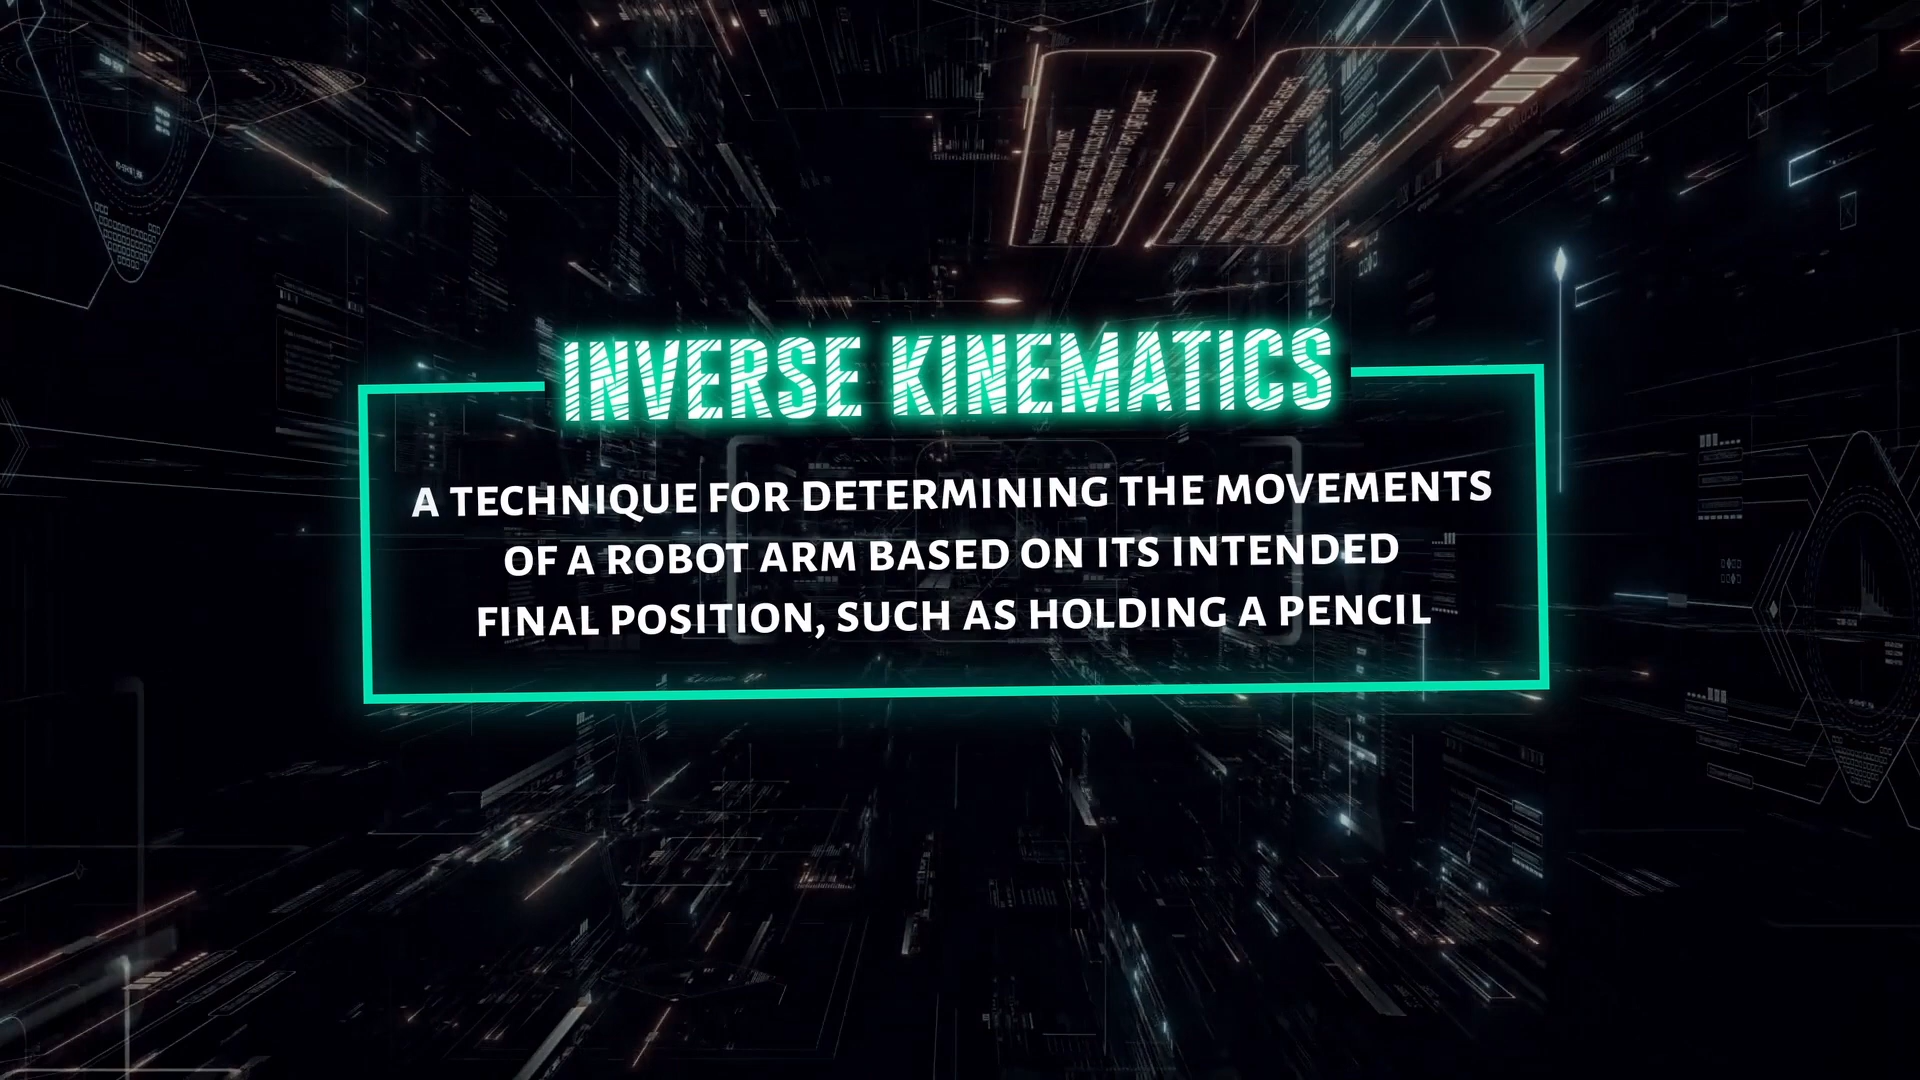 INVERSE KINEMATICS
A TECHNIQUE FOR DETERMINING THE MOVEMENTS
OF A ROBOT ARM BASED ON ITS INTENDED
FINAL POSITION, SUCH AS HOLDING A PENCIL